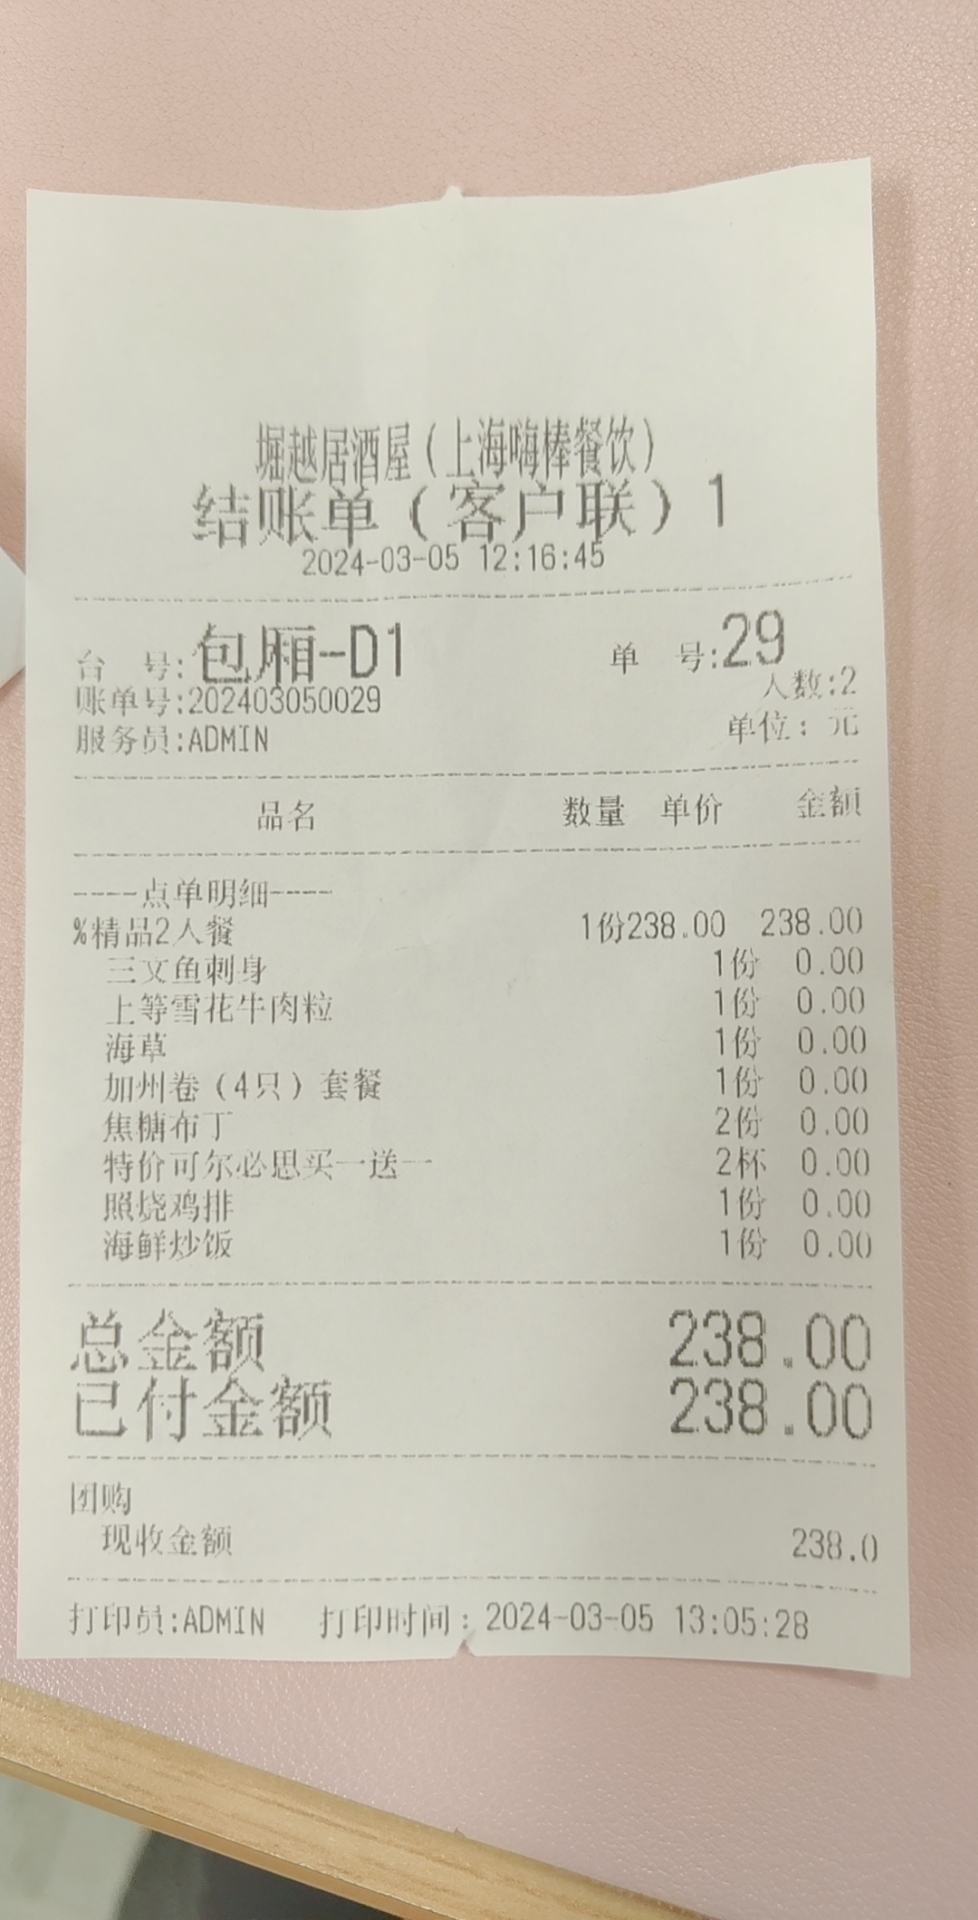 堀越居酒屋（上海嗨棒餐饮）
结账单（客户联）1
2024-03-05 12:16:45
台 号:包厢-D1 单 号:29
人数:2
账单号:202403050029
服务员:ADMIN 单位：元
品名 数量 单价 金额
----点单明细----
%精品2人餐 1份238.00 238.00
三文鱼刺身 1份 0.00
上等雪花牛肉粒 1份 0.00
海草 1份 0.00
加州卷（4只）套餐 1份 0.00
焦糖布丁 2份 0.00
特价可尔必思买一送一 2杯 0.00
照烧鸡排 1份 0.00
海鲜炒饭 1份 0.00
总金额 238.00
已付金额 238.00
团购
现收金额 238.0
打印员:ADMIN 打印时间：2024-03-05 13:05:28